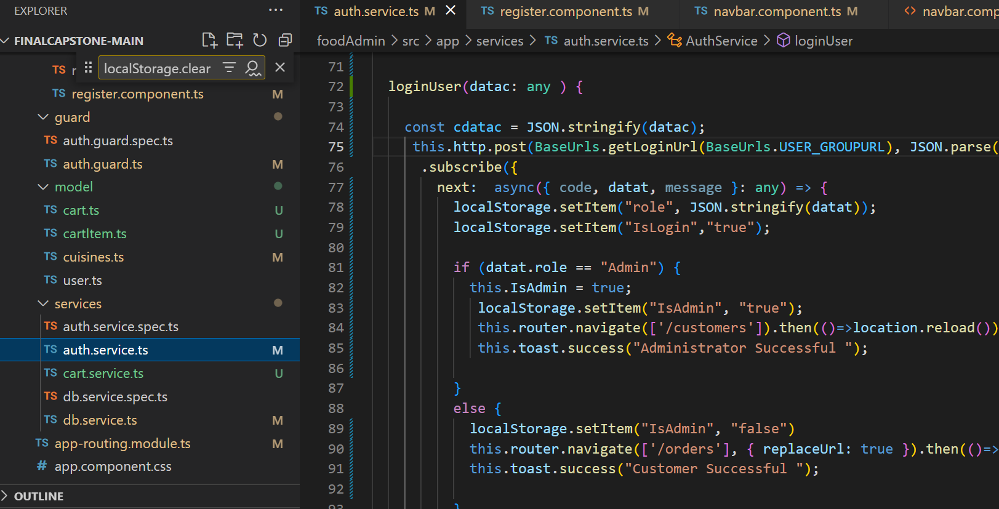 EXPLORER
FINALCAPSTONE-MAIN
localStorage.clear
TS r
TS register.component.ts M
guard
TS auth.guard.spec.ts
TS auth.guard.ts M
model
TS cart.ts U
TS cartItem.ts U
TS cuisines.ts M
TS user.ts
services
TS auth.service.spec.ts
TS auth.service.ts M
TS cart.service.ts U
TS db.service.spec.ts
TS db.service.ts M
TS app-routing.module.ts M
# app.component.css
OUTLINE
TS auth.service.ts M
TS register.component.ts M
TS navbar.component.ts M
<> navbar.comp
foodAdmin > src > app > services > TS auth.service.ts > AuthService > loginUser
71
72 loginUser(datac: any ) {
73
74 const cdatac = JSON.stringify(datac);
75 this.http.post(BaseUrls.getLoginUrl(BaseUrls.USER_GROUPURL), JSON.parse(
76 .subscribe({
77 next: async({ code, datat, message }: any) => {
78 localStorage.setItem("role", JSON.stringify(datat));
79 localStorage.setItem("IsLogin","true");
80
81 if (datat.role == "Admin") {
82 this.IsAdmin = true;
83 localStorage.setItem("IsAdmin", "true");
84 this.router.navigate(['/customers']).then(()=>location.reload())
85 this.toast.success("Administrator Successful ");
86
87 }
88 else {
89 localStorage.setItem("IsAdmin", "false")
90 this.router.navigate(['/orders'], { replaceUrl: true }).then(()=>
91 this.toast.success("Customer Successful ");
92
93 }